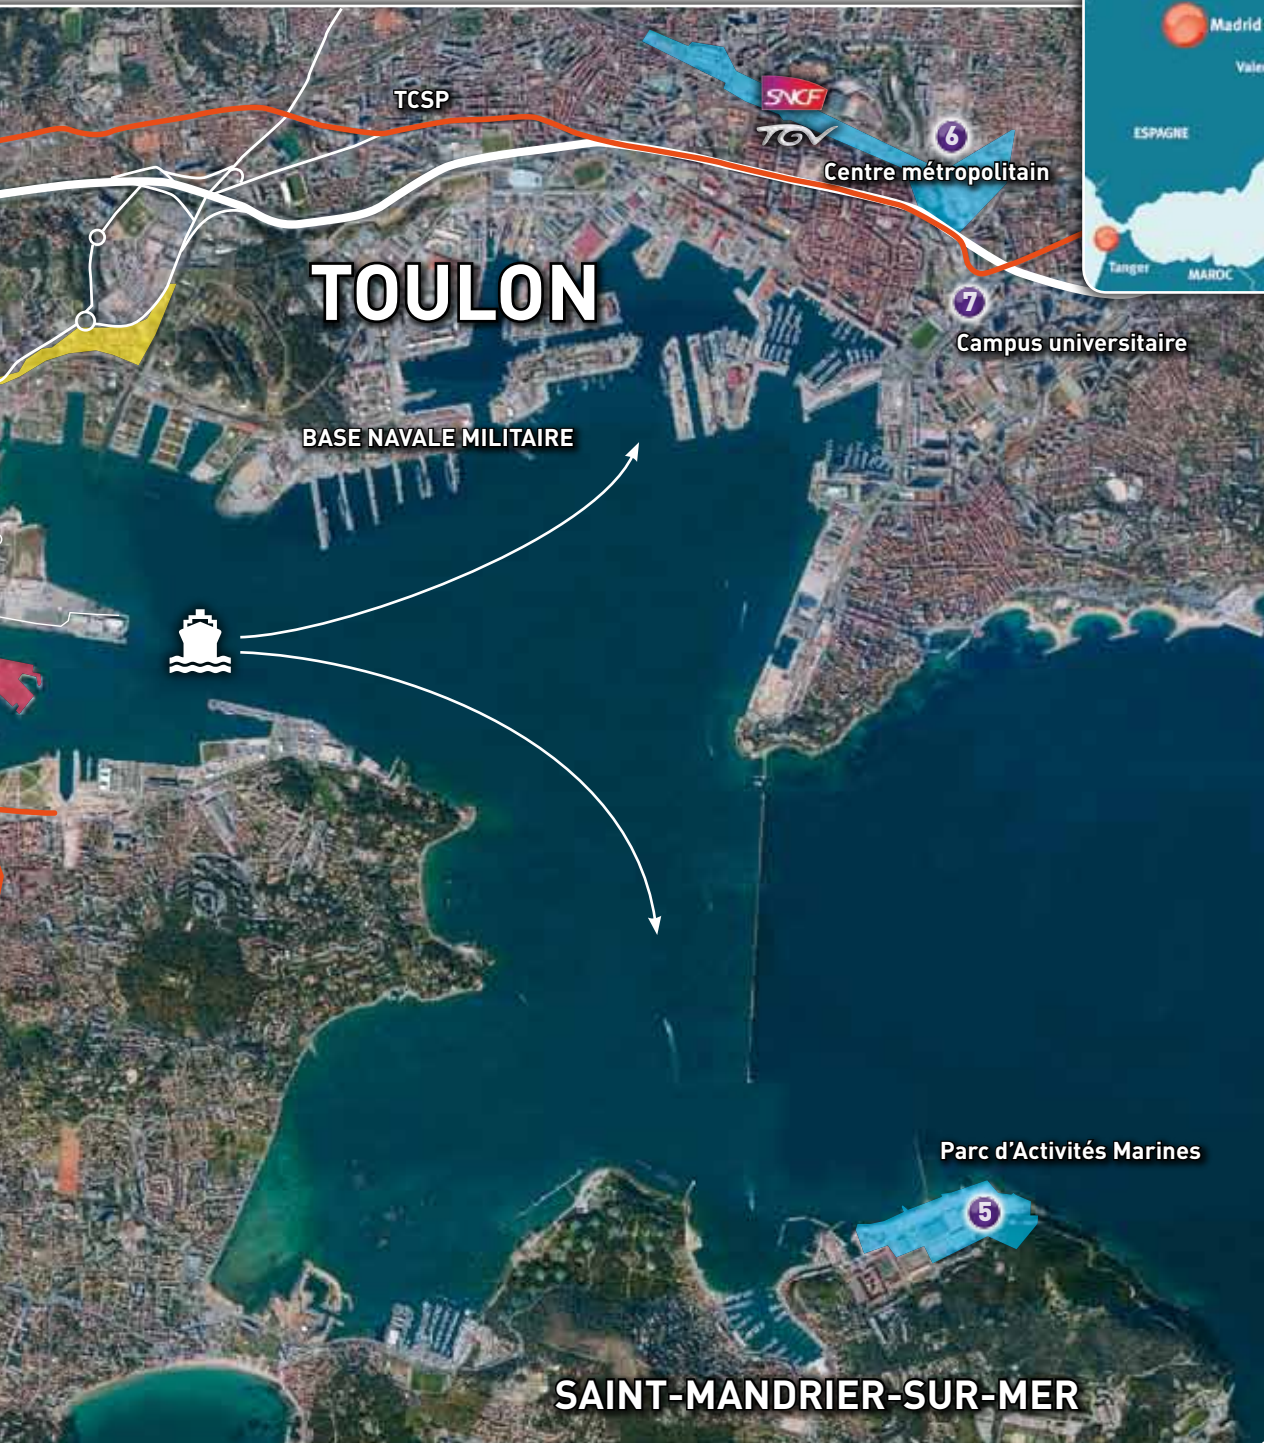 Madrid
ESPAGNE
Tanger
MAROC
TCSP
SNCF
TGV
6
Centre métropolitain
TOULON
7
Campus universitaire
BASE NAVALE MILITAIRE
Parc d'Activités Marines
5
SAINT-MANDRIER-SUR-MER